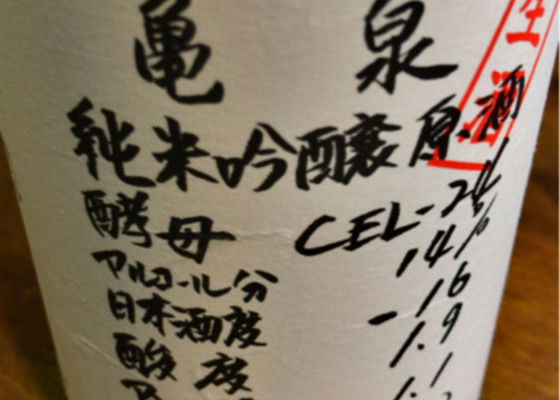 亀泉
生酒
純米吟醸原酒
酵母 CEL-24
アルコール分 14%
日本酒度 -16
酸度 1.9
1.1